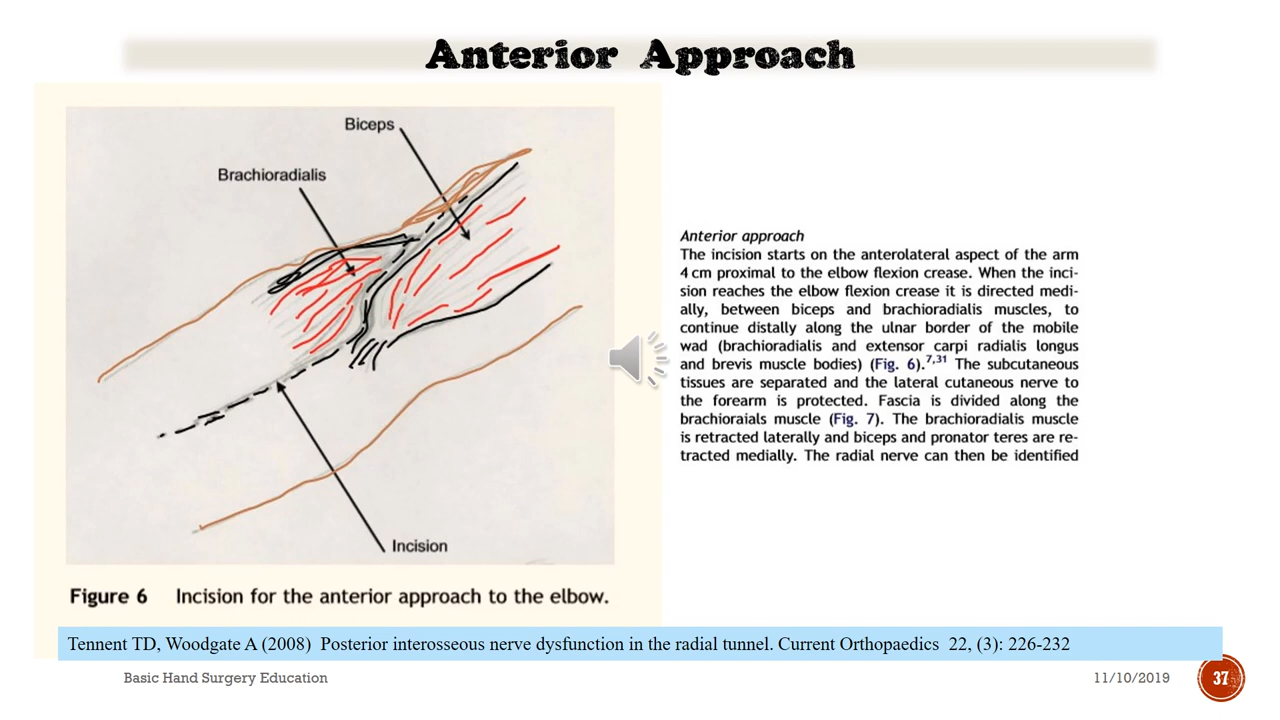 Anterior Approach
Biceps
Brachioradialis
Incision
Figure 6 Incision for the anterior approach to the elbow.
Anterior approach
The incision starts on the anterolateral aspect of the arm
4 cm proximal to the elbow flexion crease. When the inci-
sion reaches the elbow flexion crease it is directed medi-
ally, between biceps and brachioradialis muscles, to
continue distally along the ulnar border of the mobile
wad (brachioradialis and extensor carpi radialis longus
and brevis muscle bodies) (Fig. 6).7,31 The subcutaneous
tissues are separated and the lateral cutaneous nerve to
the forearm is protected. Fascia is divided along the
brachioraials muscle (Fig. 7). The brachioradialis muscle
is retracted laterally and biceps and pronator teres are re-
tracted medially. The radial nerve can then be identified
Tennent TD, Woodgate A (2008) Posterior interosseous nerve dysfunction in the radial tunnel. Current Orthopaedics 22, (3): 226-232
Basic Hand Surgery Education
11/10/2019
37